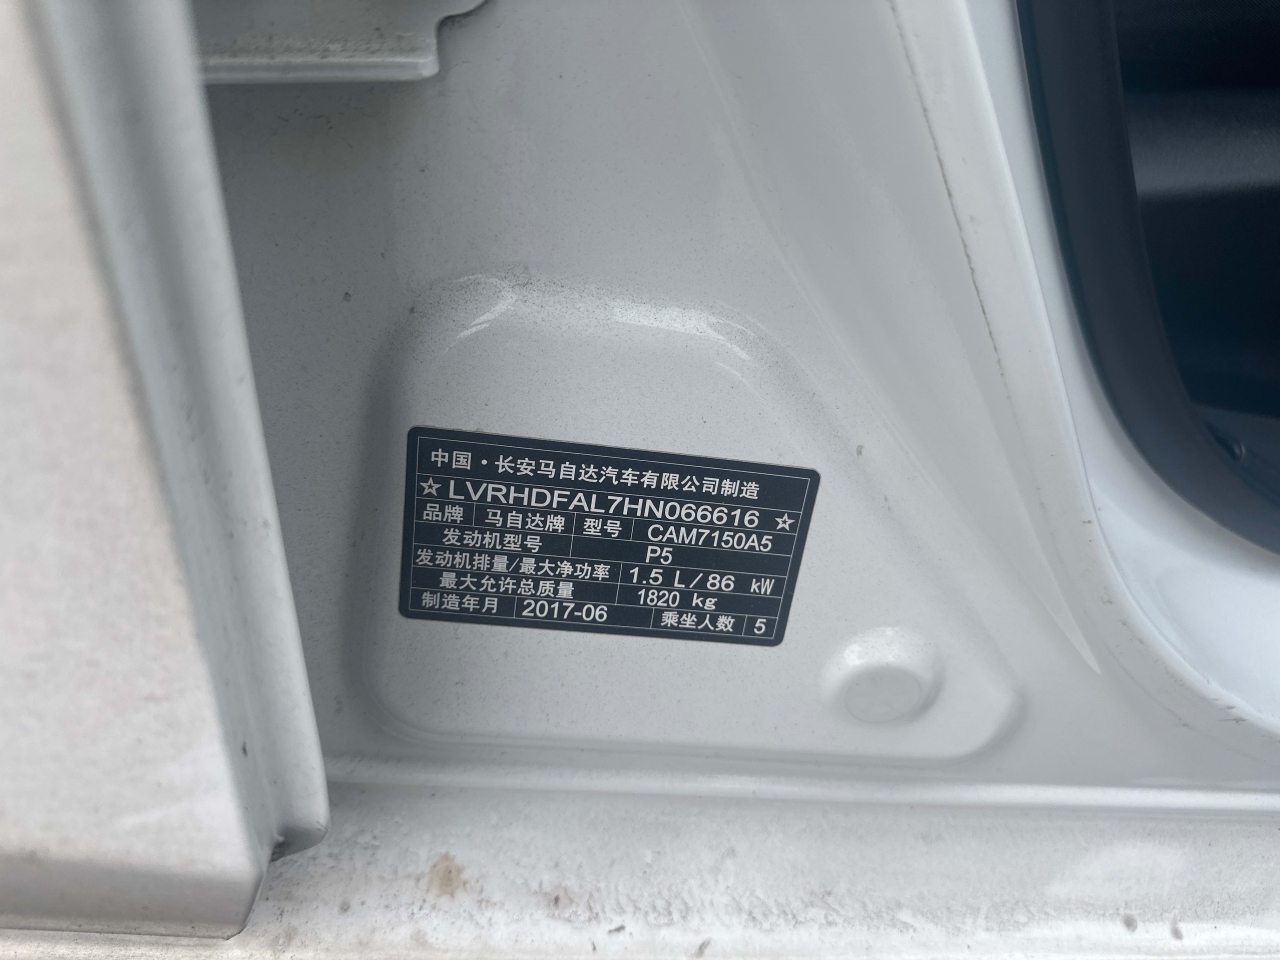 中国·长安马自达汽车有限公司制造
☆LVRHDFAL7HN066616☆
品牌 马自达牌 型号 CAM7150A5
发动机型号 P5
发动机排量/最大净功率 1.5 L/86 kW
最大允许总质量 1820 kg
制造年月 2017-06 乘坐人数 5